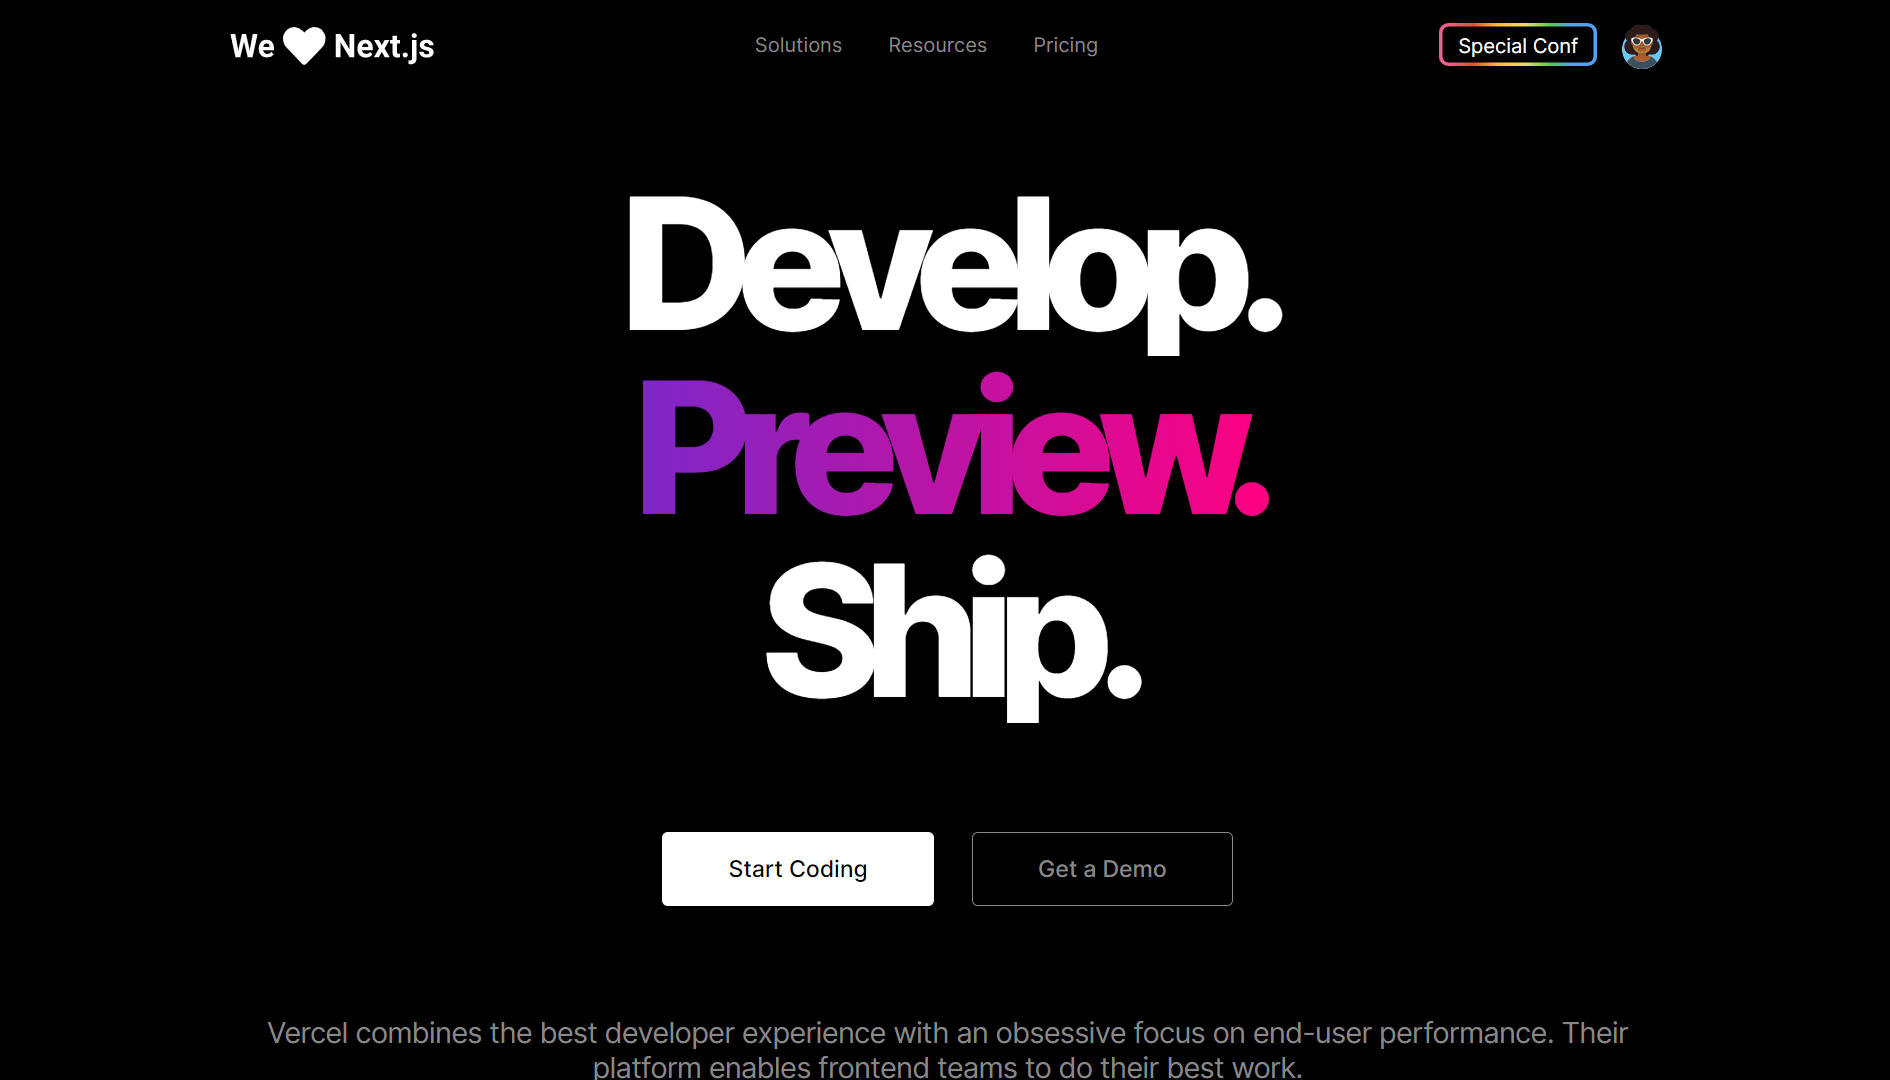 We Next.js
Solutions Resources Pricing
Special Conf
Develop.
Preview.
Ship.
Start Coding
Get a Demo
Vercel combines the best developer experience with an obsessive focus on end-user performance. Their
platform enables frontend teams to do their best work.